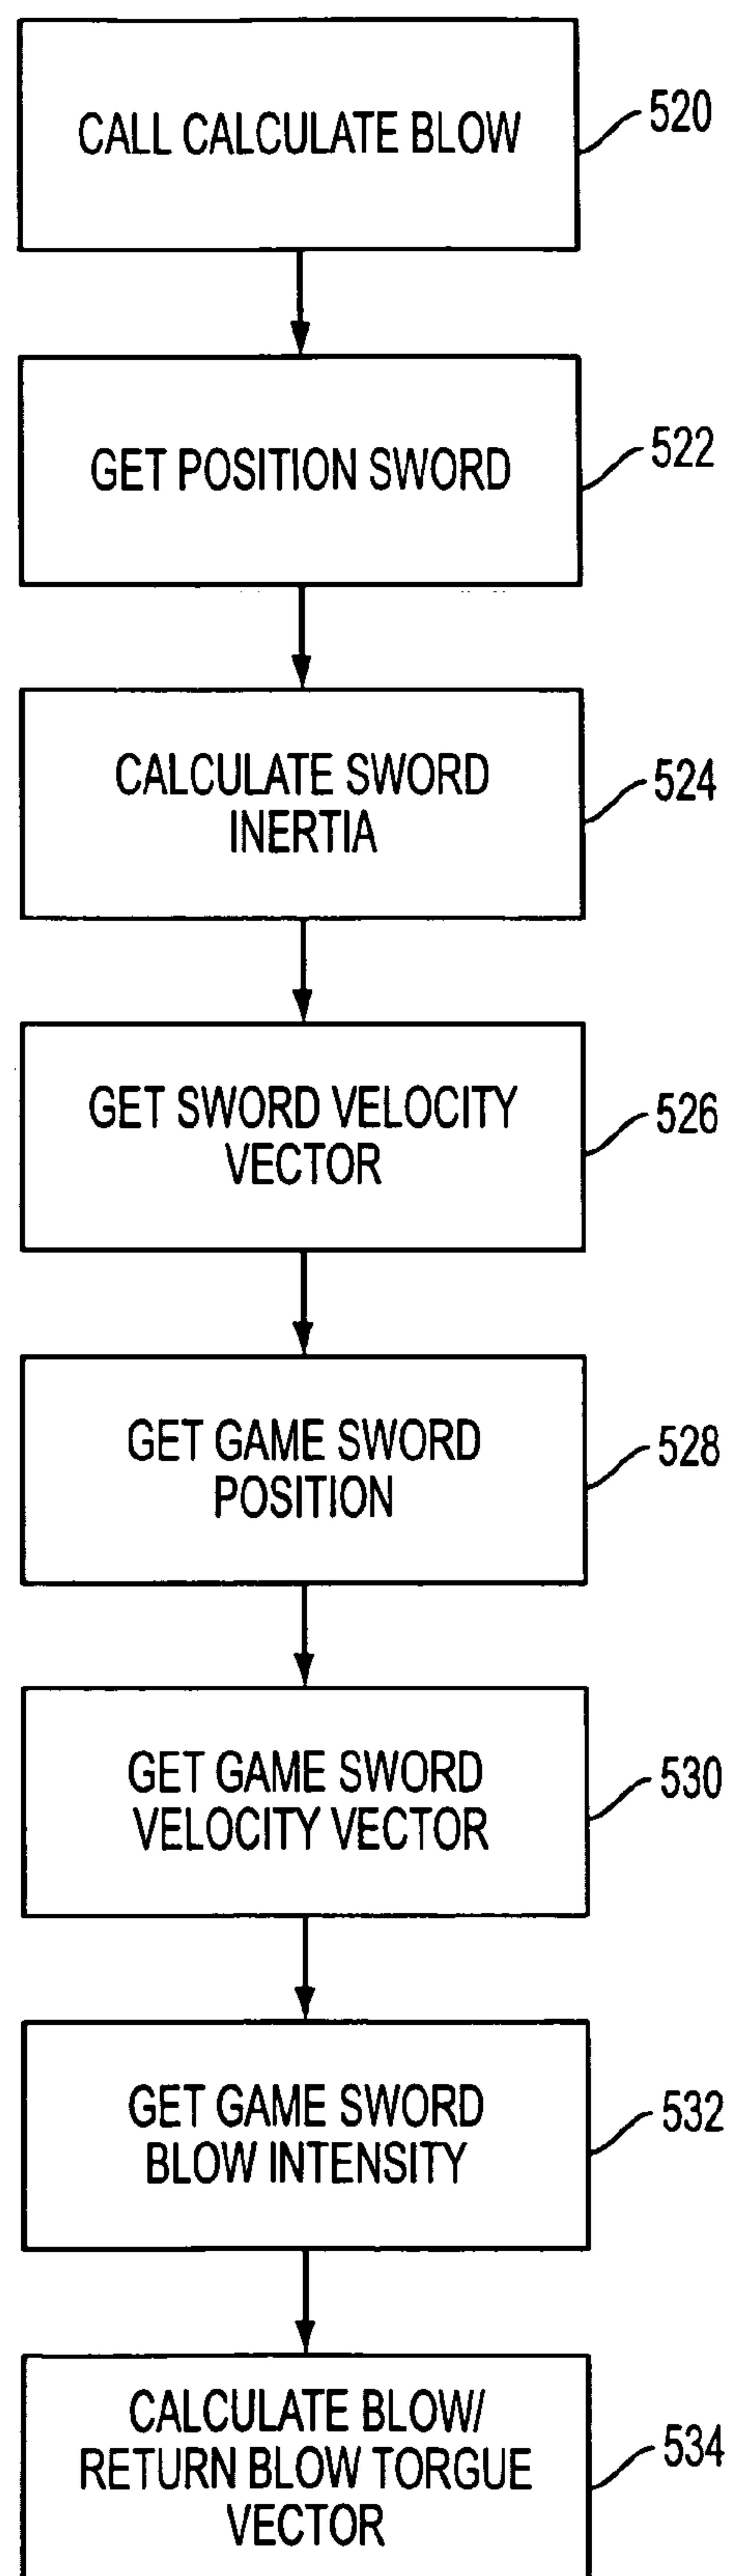 CALL CALCULATE BLOW
520
GET POSITION SWORD
522
CALCULATE SWORD
INERTIA
524
GET SWORD VELOCITY
VECTOR
526
GET GAME SWORD
POSITION
528
GET GAME SWORD
VELOCITY VECTOR
530
GET GAME SWORD
BLOW INTENSITY
532
CALCULATE BLOW/
RETURN BLOW TORGUE
VECTOR
534